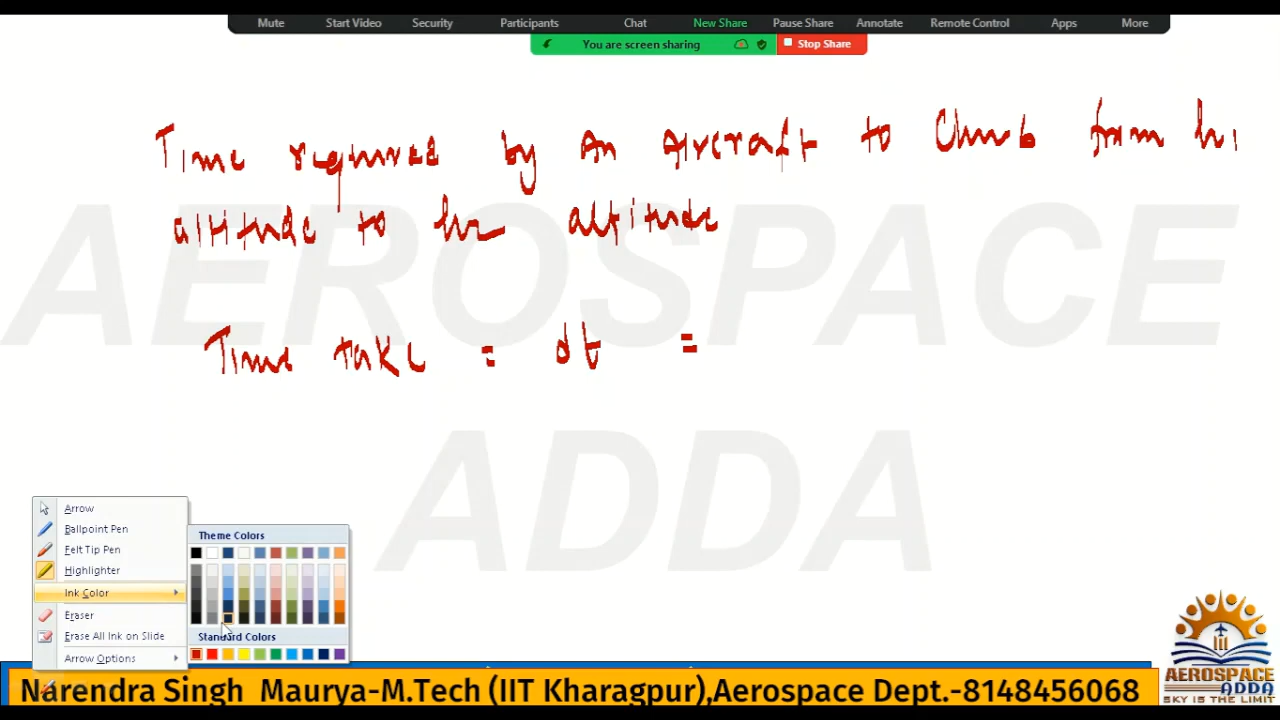 Mute Start Video Security Participants Chat New Share Pause Share Annotate Remote Control Apps More
You are screen sharing Stop Share
Time required by an aircraft to Climb from h1
altitude to h2 altitude
Time take = dt =
AEROSPACE
ADDA
Arrow
Ballpoint Pen
Felt Tip Pen
Highlighter
Ink Color
Eraser
Erase All Ink on Slide
Arrow Options
Theme Colors
Standard Colors
Narendra Singh Maurya-M.Tech (IIT Kharagpur),Aerospace Dept.-8148456068
AEROSPACE
ADDA
SKY IS THE LIMIT